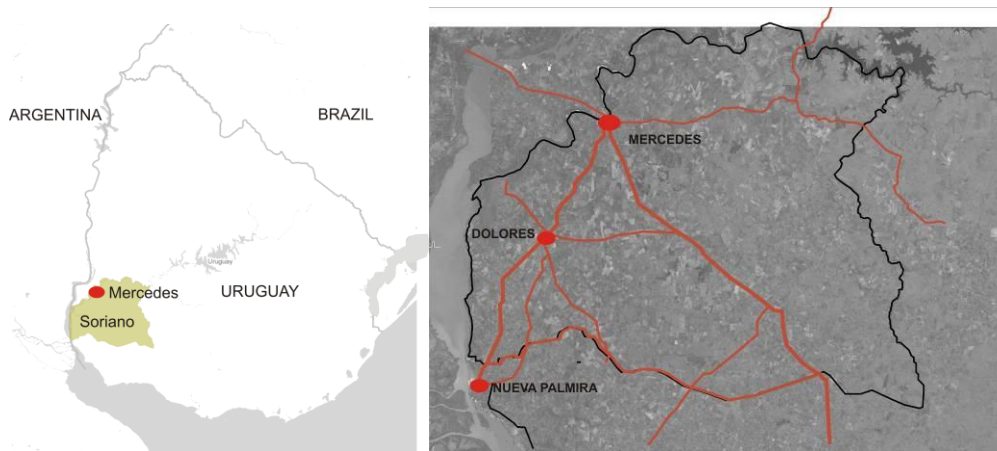 ARGENTINA
BRAZIL
Uruguay
Mercedes
URUGUAY
Soriano
MERCEDES
DOLORES
NUEVA PALMIRA